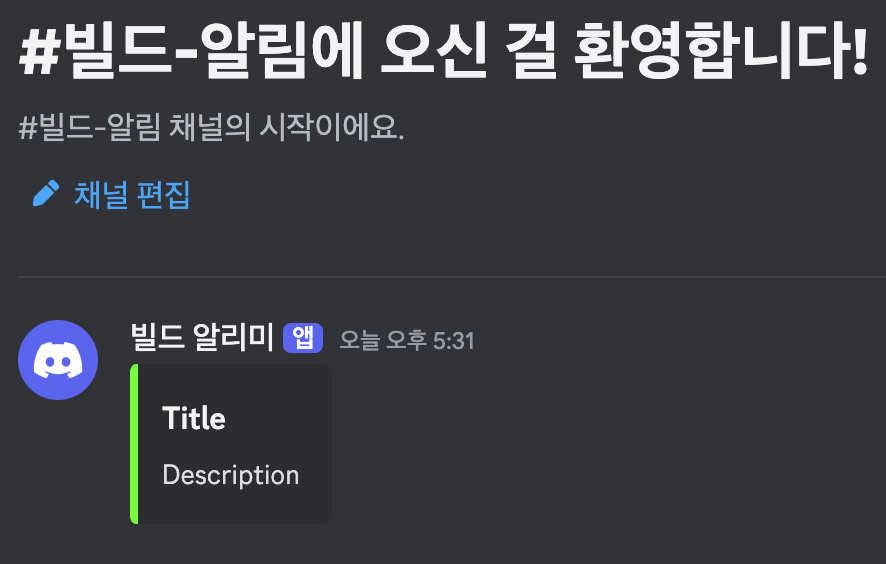 #빌드-알림에 오신 걸 환영합니다!
#빌드-알림 채널의 시작이에요.
채널 편집
빌드 알리미 앱 오늘 오후 5:31
Title
Description